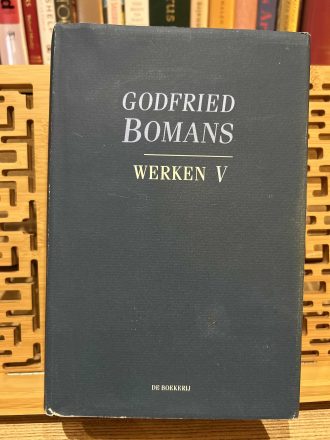 GODFRIED
BOMANS
WERKEN V
DE BOEKERIJ